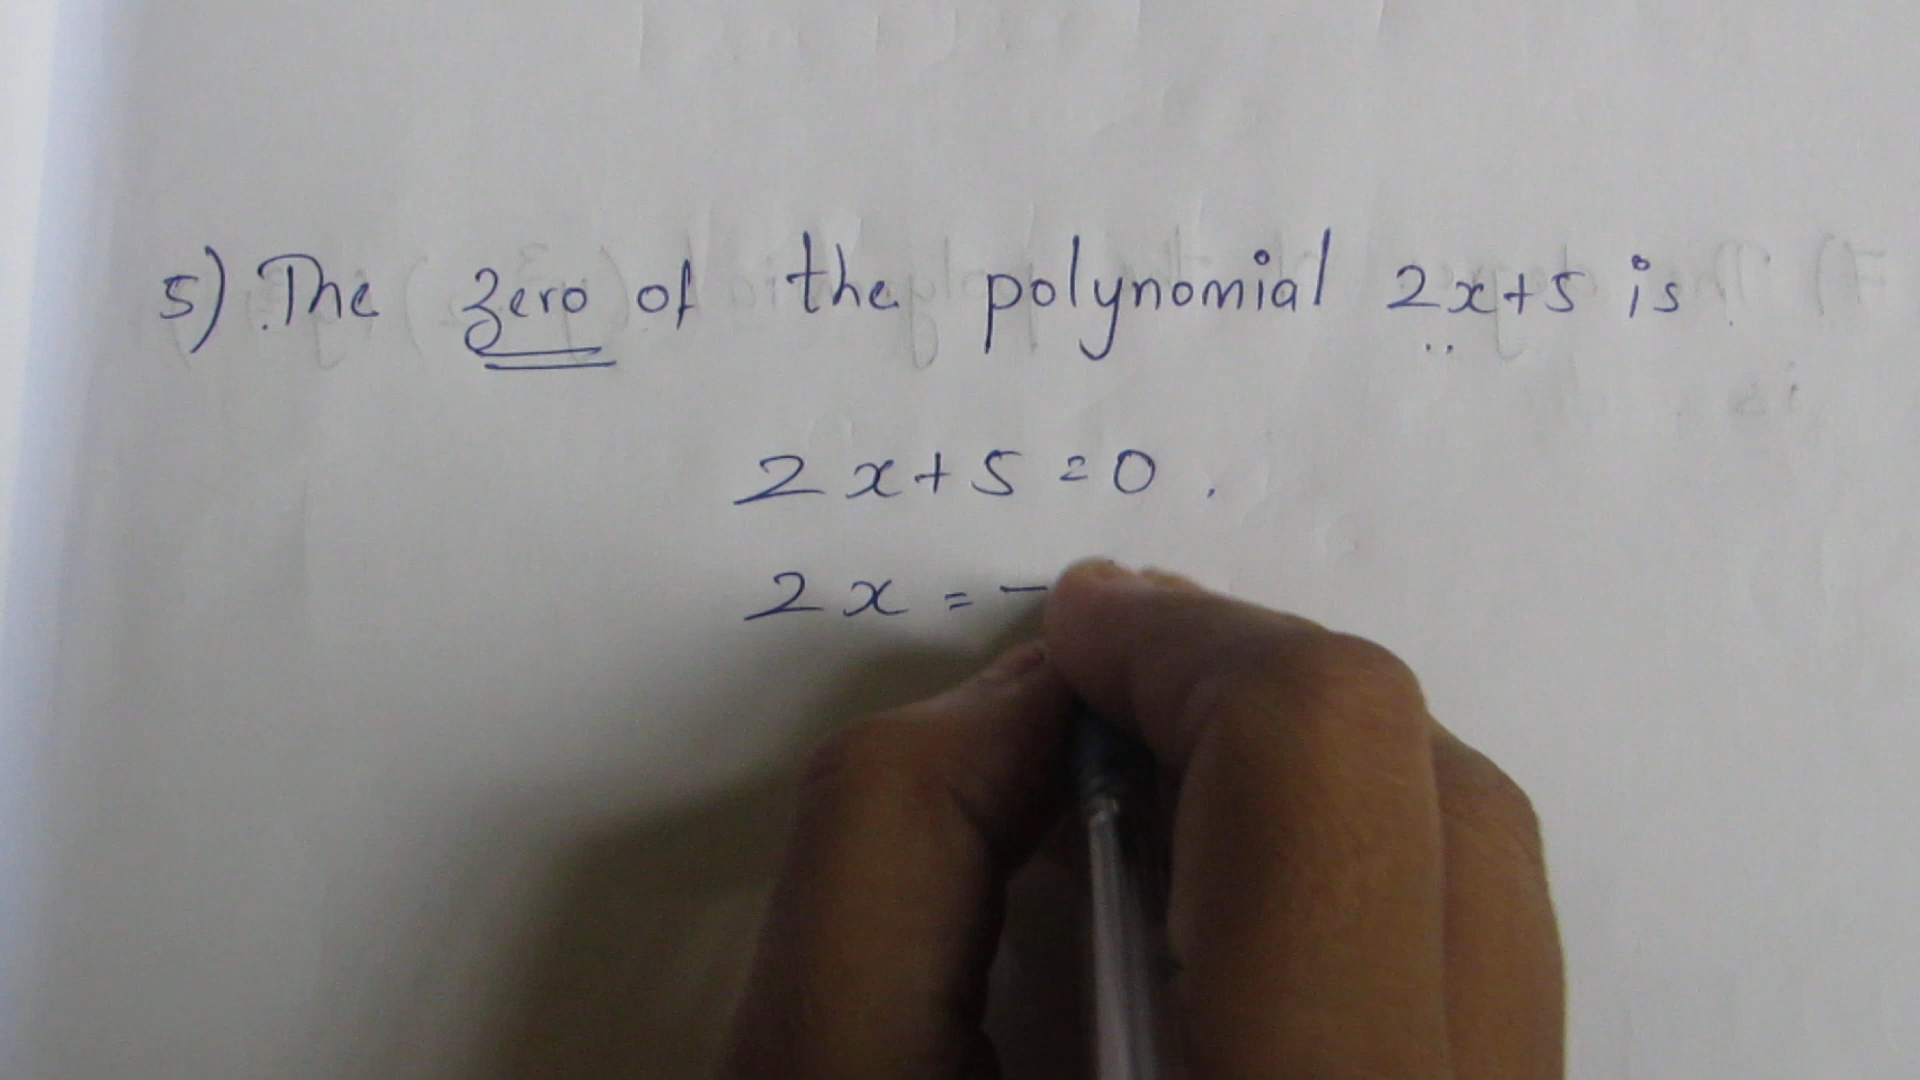 5) The zero of the polynomial 2x+5 is
2x+5=0.
2x=-